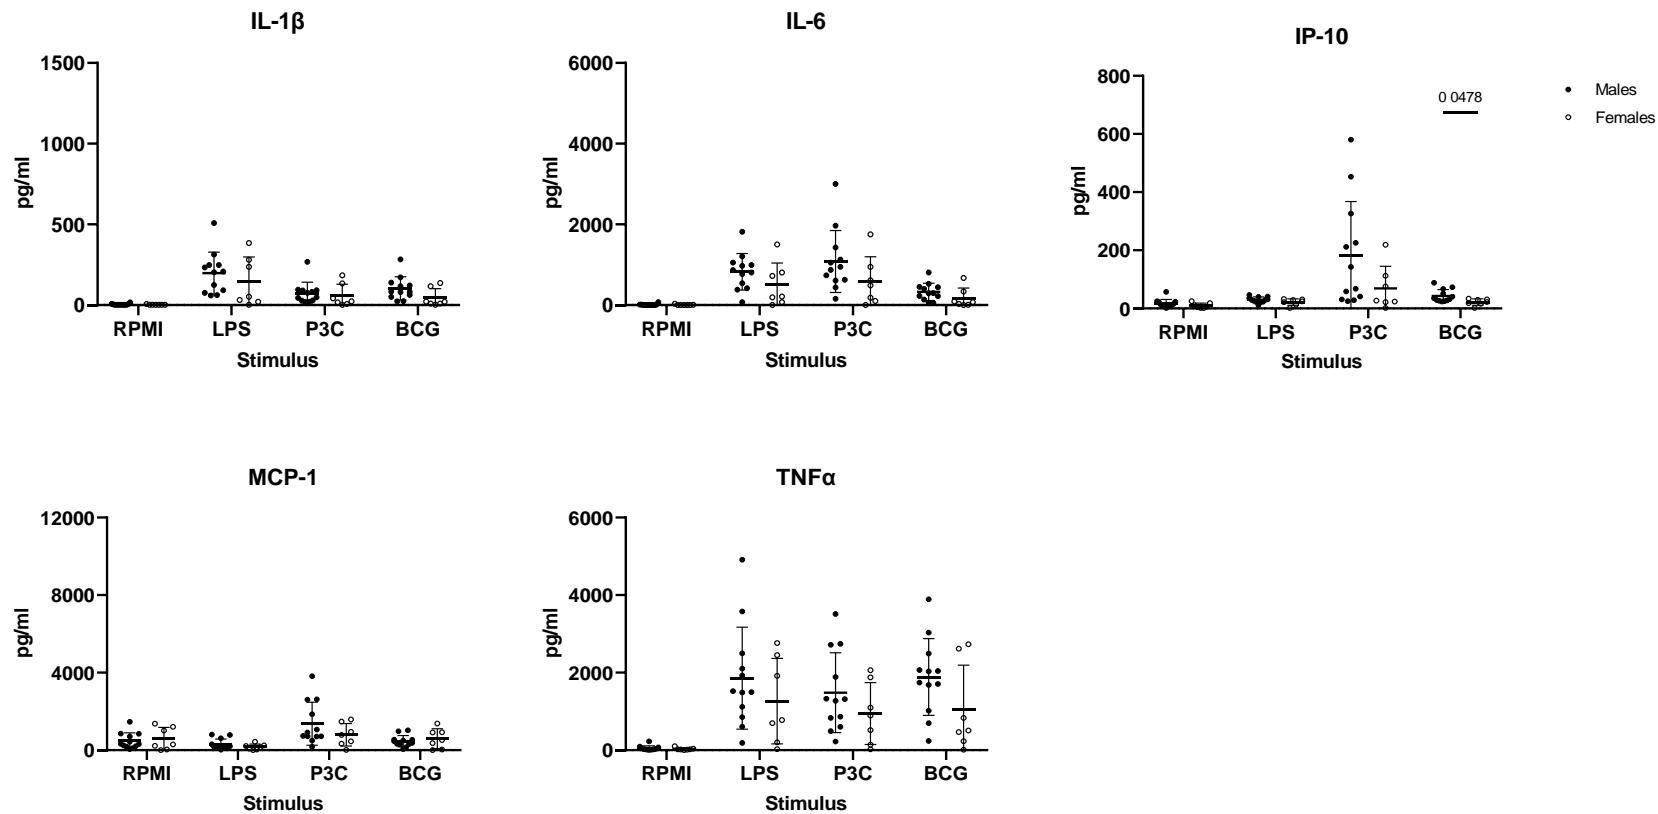 IL-1β
1500
1000
500
0
pg/ml
RPMI LPS P3C BCG
Stimulus
IL-6
6000
4000
2000
0
pg/ml
RPMI LPS P3C BCG
Stimulus
IP-10
800
600
400
200
0
pg/ml
0 0478
RPMI LPS P3C BCG
Stimulus
Males
Females
MCP-1
12000
8000
4000
0
pg/ml
RPMI LPS P3C BCG
Stimulus
TNFα
6000
4000
2000
0
pg/ml
RPMI LPS P3C BCG
Stimulus